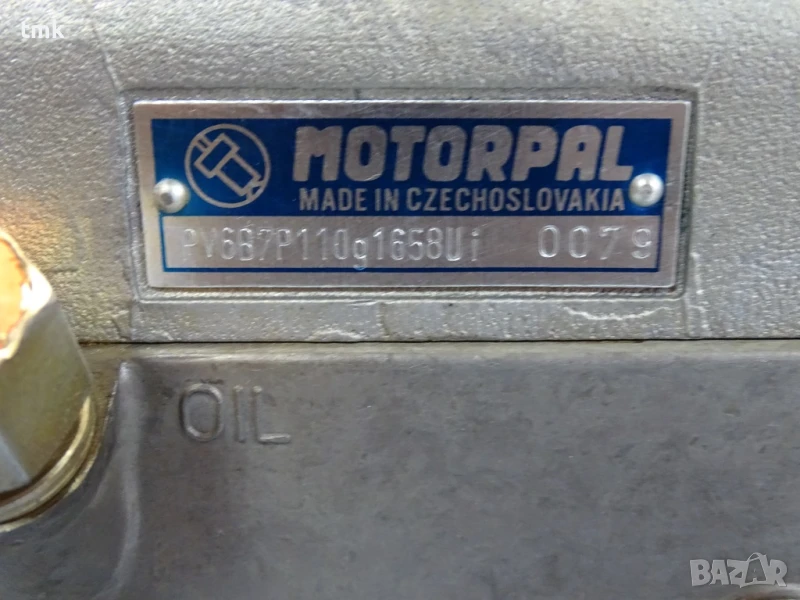 tmk
MOTORPAL
MADE IN CZECHOSLOVAKIA
PV6B7P110g1658Ui 0079
OIL
BAZAR